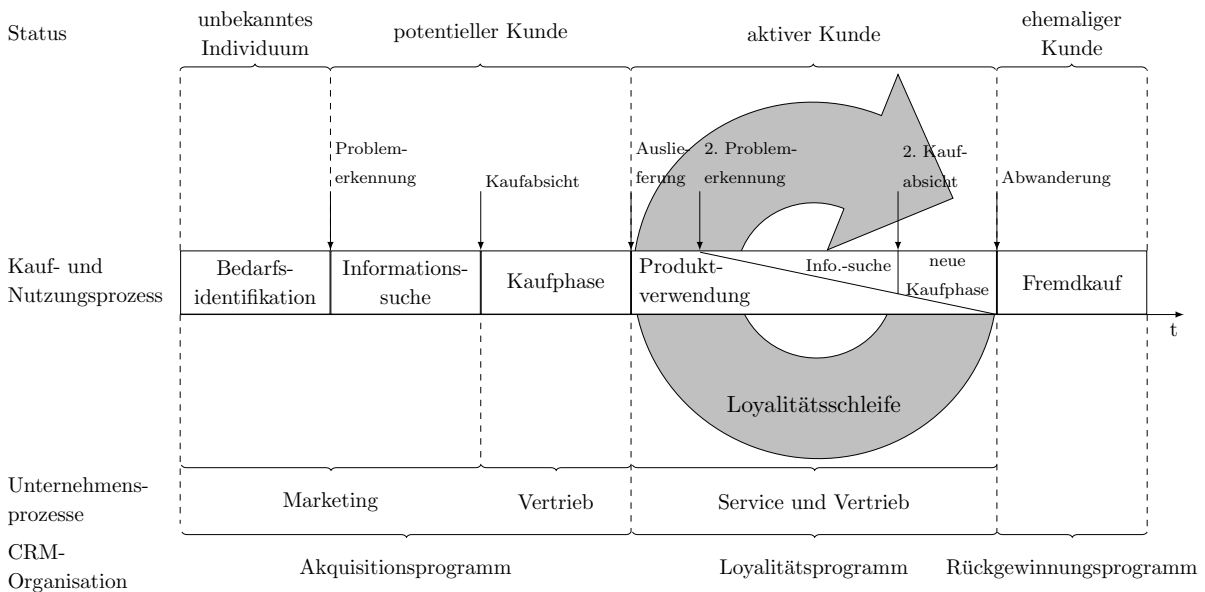 Status
unbekanntes
Individuum
potentieller Kunde
aktiver Kunde
ehemaliger
Kunde
Problem-
erkennung
Kaufabsicht
Auslie-
ferung
2. Problem-
erkennung
2. Kauf-
absicht
Abwanderung
Kauf- und
Nutzungsprozess
Bedarfs-
identifikation
Informations-
suche
Kaufphase
Produkt-
verwendung
Info.-suche
neue
Kaufphase
Fremdkauf
t
Loyalitätsschleife
Unternehmens-
prozesse
Marketing
Vertrieb
Service und Vertrieb
CRM-
Organisation
Akquisitionsprogramm
Loyalitätsprogramm
Rückgewinnungsprogramm